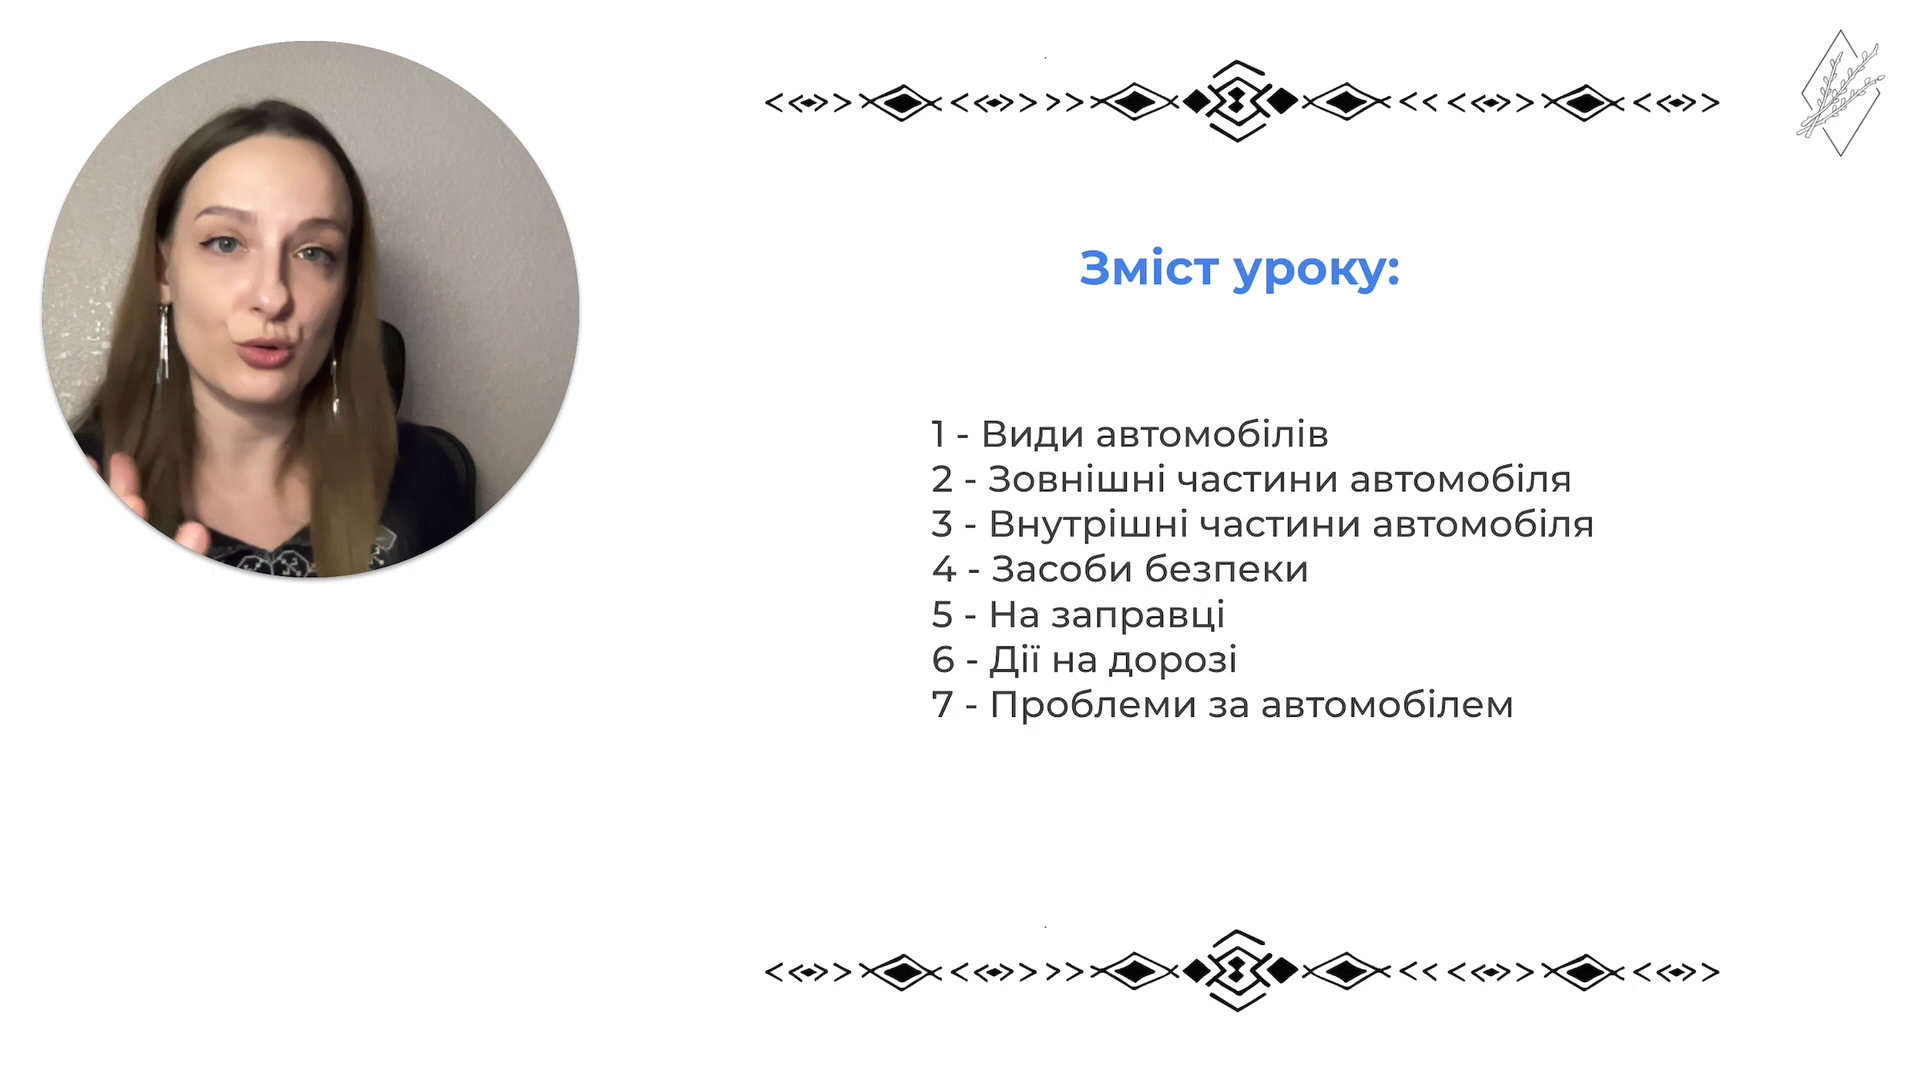 Зміст уроку:
1 - Види автомобілів
2 - Зовнішні частини автомобіля
3 - Внутрішні частини автомобіля
4 - Засоби безпеки
5 - На заправці
6 - Дії на дорозі
7 - Проблеми за автомобілем